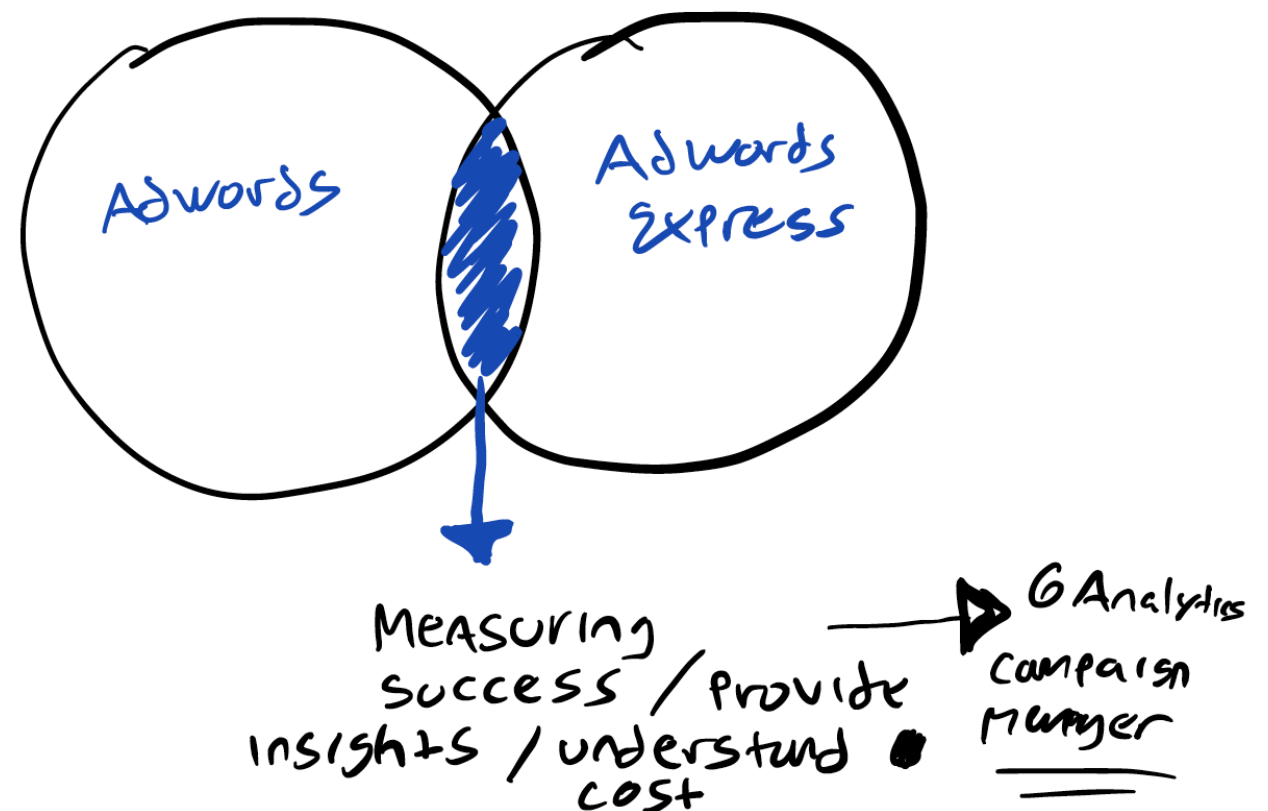 Adwords
Adwords
Express
Measuring
success / provide
insights / understand
cost
G Analytics
Campaign
Manager